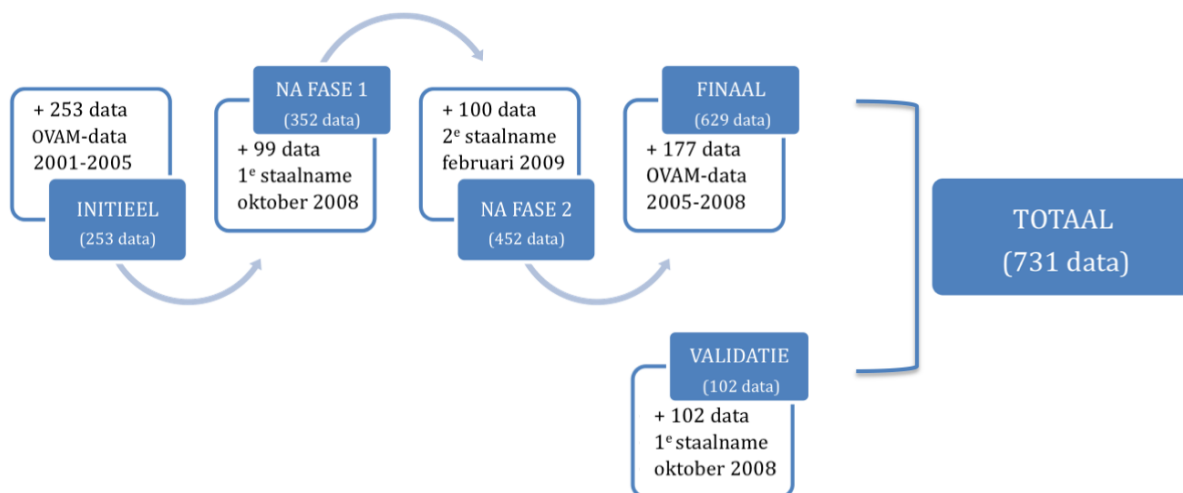 + 253 data
OVAM-data
2001-2005
INITIEEL
(253 data)
NA FASE 1
(352 data)
+ 99 data
1e staalname
oktober 2008
+ 100 data
2e staalname
februari 2009
NA FASE 2
(452 data)
FINAAL
(629 data)
+ 177 data
OVAM-data
2005-2008
VALIDATIE
(102 data)
+ 102 data
1e staalname
oktober 2008
TOTAAL
(731 data)